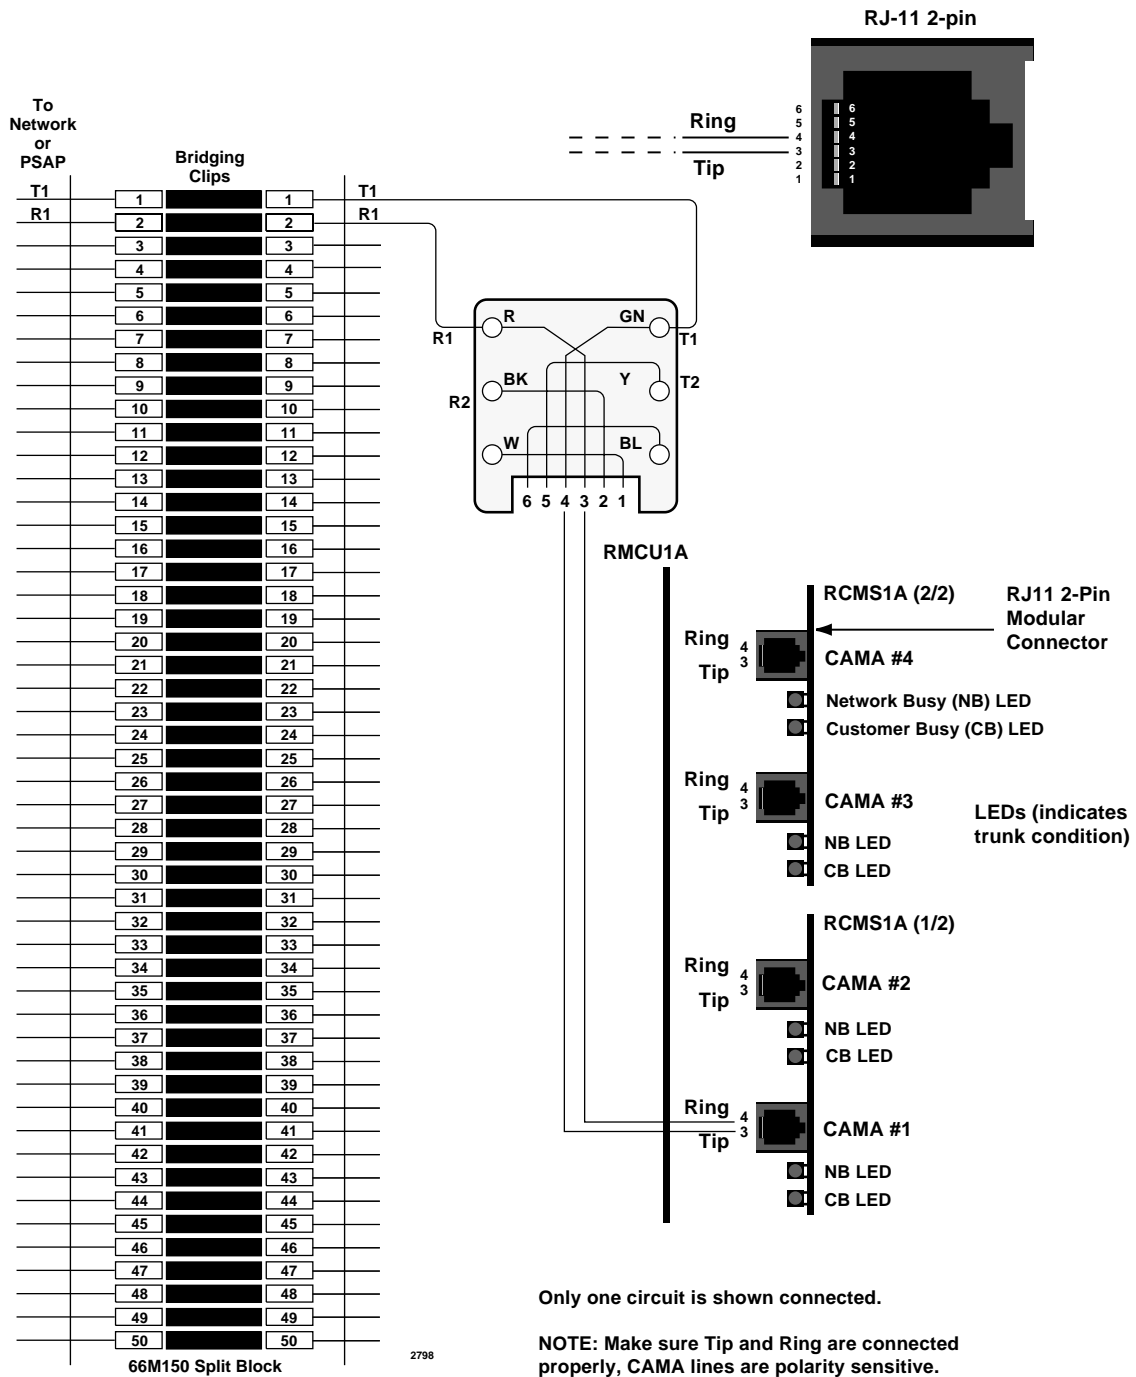 RJ-11 2-pin
6 6
5 5
4 4
3 3
2 2
1 1
Ring
Tip
To
Network
or
PSAP
Bridging
Clips
T1 1 1 T1
R1 2 2 R1
3 3
4 4
5 5
6 6
7 7
8 8
9 9
10 10
11 11
12 12
13 13
14 14
15 15
16 16
17 17
18 18
19 19
20 20
21 21
22 22
23 23
24 24
25 25
26 26
27 27
28 28
29 29
30 30
31 31
32 32
33 33
34 34
35 35
36 36
37 37
38 38
39 39
40 40
41 41
42 42
43 43
44 44
45 45
46 46
47 47
48 48
49 49
50 50
66M150 Split Block
2798
R GN
R1 T1
BK Y T2
R2
W BL
6 5 4 3 2 1
RMCU1A
RCMS1A (2/2)
RJ11 2-Pin
Modular
Connector
Ring 4
Tip 3
CAMA #4
Network Busy (NB) LED
Customer Busy (CB) LED
Ring 4
Tip 3
CAMA #3
LEDs (indicates
trunk condition)
NB LED
CB LED
RCMS1A (1/2)
Ring 4
Tip 3
CAMA #2
NB LED
CB LED
Ring 4
Tip 3
CAMA #1
NB LED
CB LED
Only one circuit is shown connected.
NOTE: Make sure Tip and Ring are connected
properly, CAMA lines are polarity sensitive.